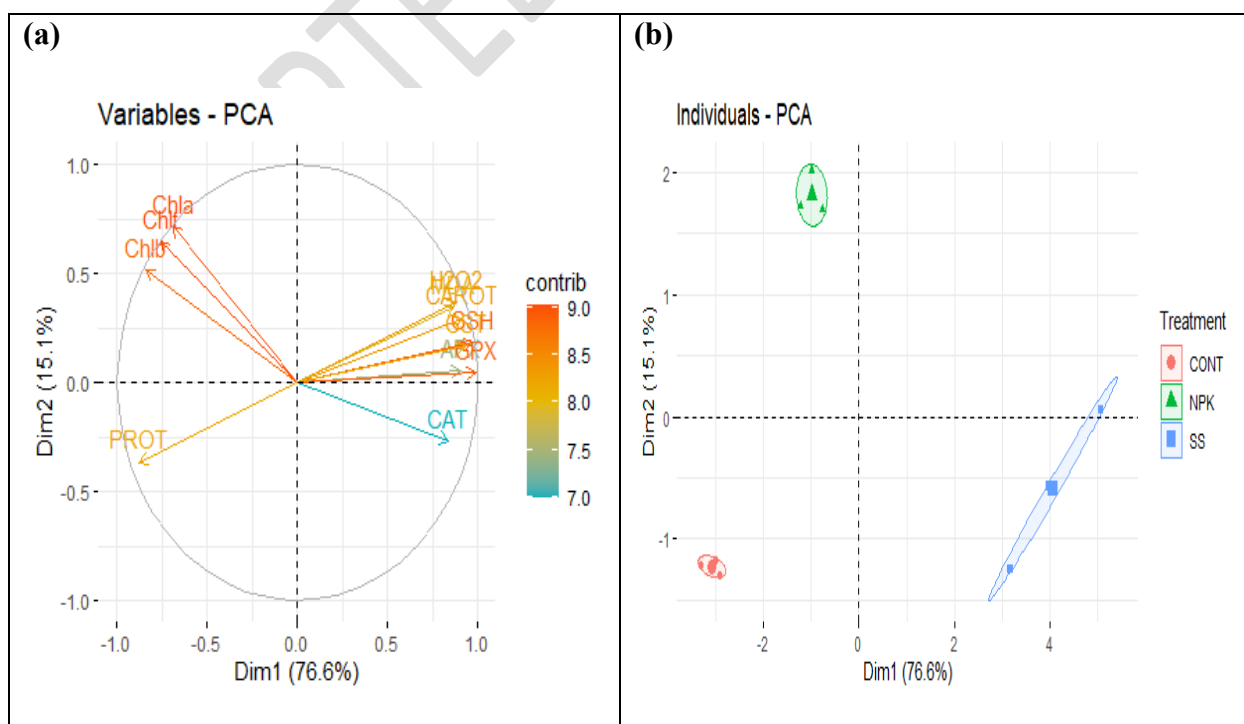 (a)
Variables - PCA
Dim2 (15.1%)
1.0
0.5
0.0
-0.5
-1.0
Chla
Chlt
Chlb
PROT
H2O2
CAROT
GSH
GPX
CAT
-1.0 -0.5 0.0 0.5 1.0
Dim1 (76.6%)
contrib
9.0
8.5
8.0
7.5
7.0
(b)
Individuals - PCA
Dim2 (15.1%)
2
1
0
-1
-2 0 2 4
Dim1 (76.6%)
Treatment
CONT
NPK
SS